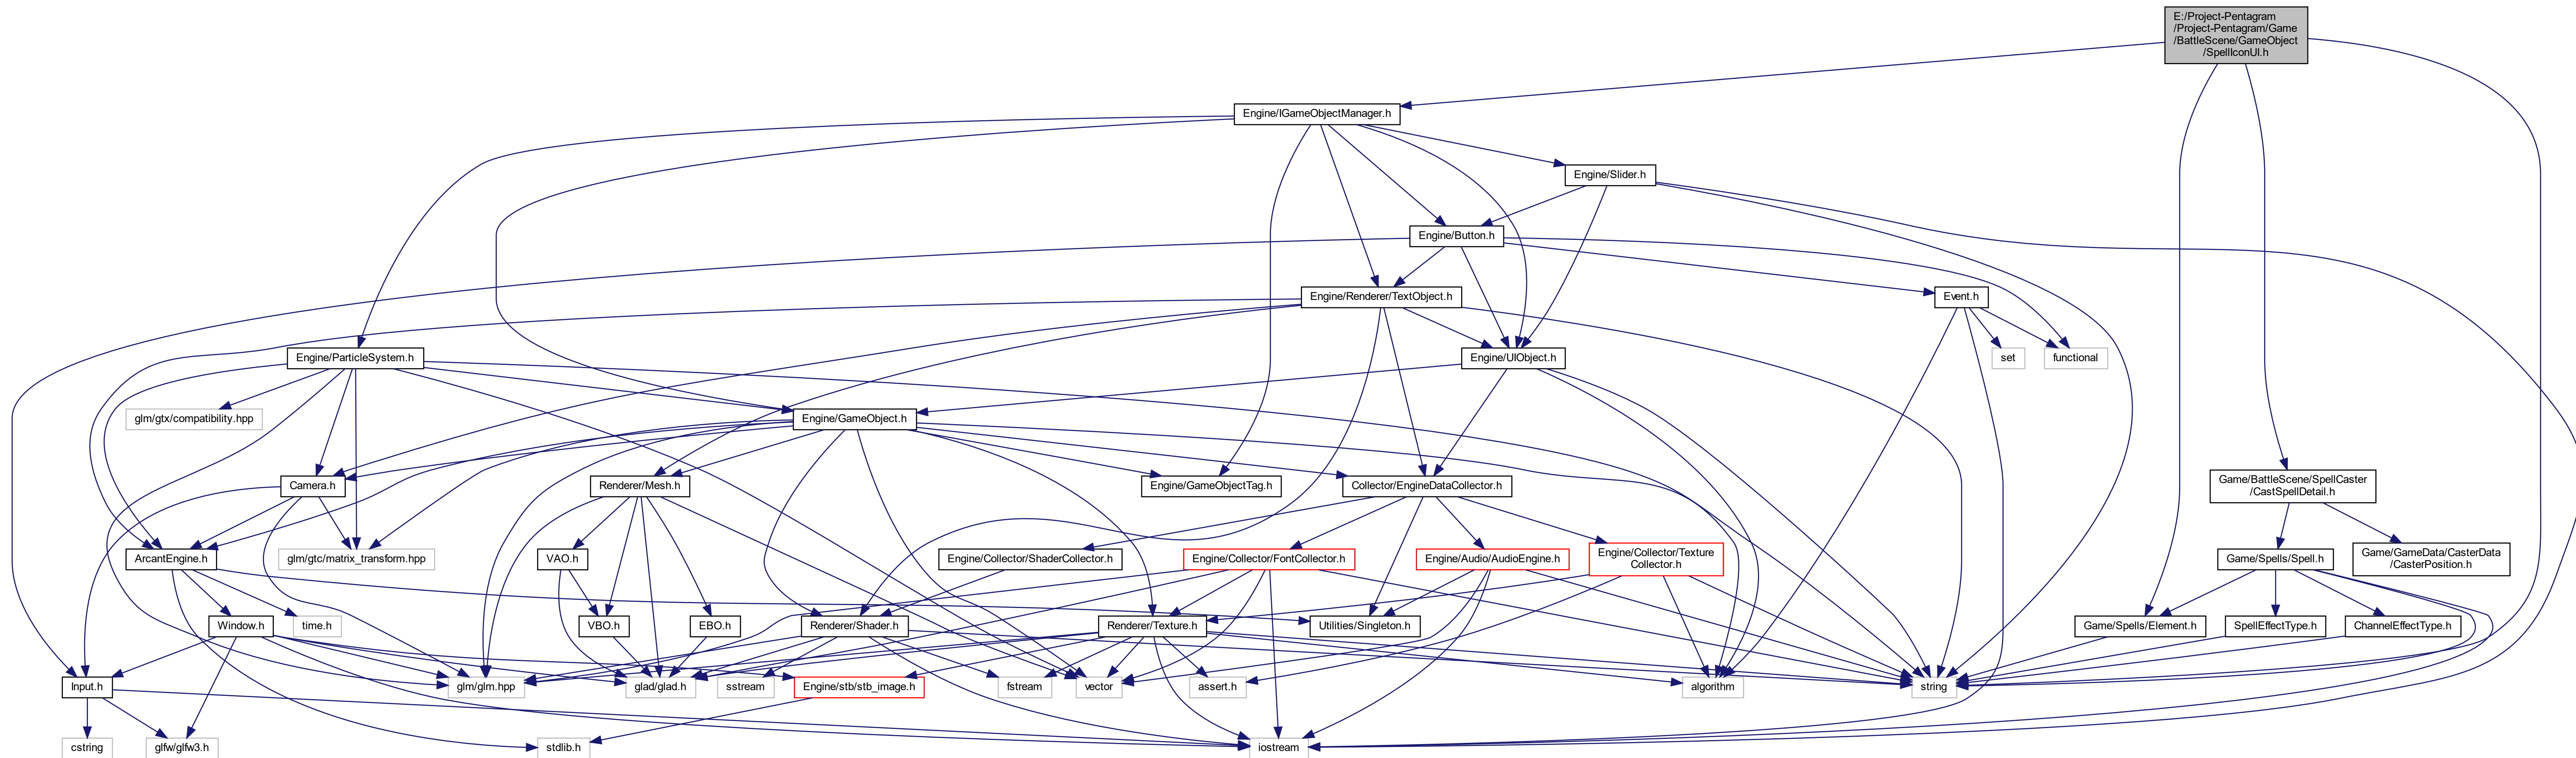 E:/Project-Pentagram
/Project-Pentagram/Game
/BattleScene/GameObject
/SpellIconUI.h
Engine/IGameObjectManager.h
Engine/Slider.h
Engine/Button.h
Engine/Renderer/TextObject.h
Event.h
Engine/ParticleSystem.h
Engine/UIObject.h
set
functional
glm/gtx/compatibility.hpp
Engine/GameObject.h
Camera.h
Renderer/Mesh.h
Engine/GameObjectTag.h
Collector/EngineDataCollector.h
Game/BattleScene/SpellCaster
/CastSpellDetail.h
ArcantEngine.h
glm/gtc/matrix_transform.hpp
VAO.h
Engine/Collector/ShaderCollector.h
Engine/Collector/FontCollector.h
Engine/Audio/AudioEngine.h
Engine/Collector/Texture
Collector.h
Game/Spells/Spell.h
Game/GameData/CasterData
/CasterPosition.h
Window.h
time.h
VBO.h
EBO.h
Renderer/Shader.h
Renderer/Texture.h
Utilities/Singleton.h
Game/Spells/Element.h
SpellEffectType.h
ChannelEffectType.h
Input.h
glm/glm.hpp
glad/glad.h
sstream
Engine/stb/stb_image.h
fstream
vector
assert.h
algorithm
string
cstring
glfw/glfw3.h
stdlib.h
iostream